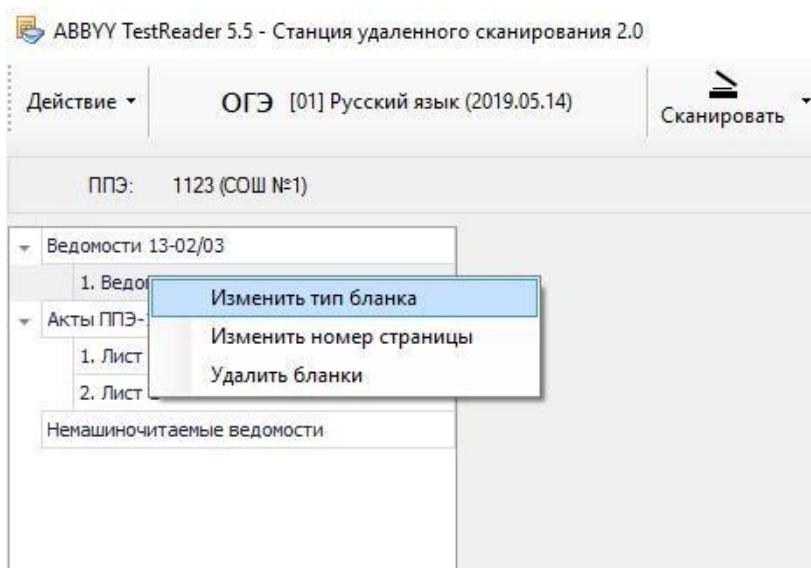 ABBYY TestReader 5.5 - Станция удаленного сканирования 2.0
Действие
ОГЭ [01] Русский язык (2019.05.14)
Сканировать
ППЭ: 1123 (СОШ №1)
Ведомости 13-02/03
1.
Изменить тип бланка
Акты ППЭ-
Изменить номер страницы
1. Лист
Удалить бланки
2. Лист
Немашиночитаемые ведомости